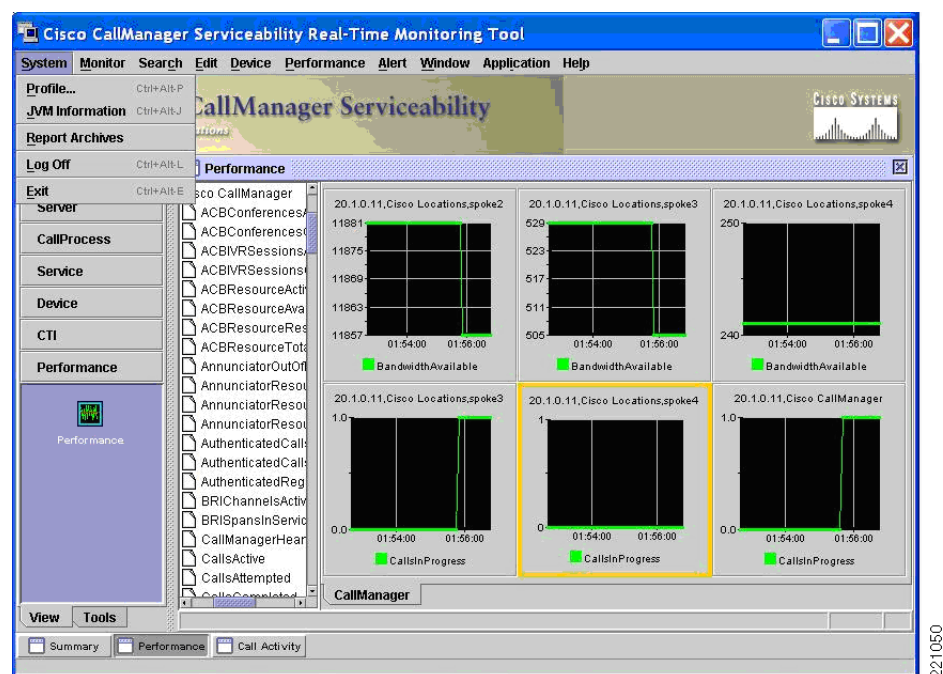 Cisco CallManager Serviceability Real-Time Monitoring Tool
System Monitor Search Edit Device Performance Alert Window Application Help
Profile... Ctrl+Alt-P
JVM Information Ctrl+Alt-J
Report Archives
Log Off Ctrl+Alt-L
Exit Ctrl+Alt-E
CallManager Serviceability
CISCO SYSTEMS
Performance
Server
CallProcess
Service
Device
CTI
Performance
Performance
View Tools
sco CallManager
ACBConferencesA
ACBConferences
ACBIVRSessions
ACBIVRSessions
ACBResourceActi
ACBResourceAva
ACBResourceRes
ACBResourceTota
AnnunciatorOutOf
AnnunciatorResou
AnnunciatorResou
AnnunciatorResou
AuthenticatedCalls
AuthenticatedCalls
AuthenticatedReg
BRIChannelsActiv
BRISpansInServic
CallManagerHear
CallsActive
CallsAttempted
CallsCompleted
20.1.0.11,Cisco Locations,spoke2
11881
11875
11869
11863
11857
01:54:00 01:56:00
BandwidthAvailable
20.1.0.11,Cisco Locations,spoke3
529
523
517
511
505
01:54:00 01:56:00
BandwidthAvailable
20.1.0.11,Cisco Locations,spoke4
250
240
01:54:00 01:56:00
BandwidthAvailable
20.1.0.11,Cisco Locations,spoke3
1.0
0.0
01:54:00 01:56:00
CallsInProgress
20.1.0.11,Cisco Locations,spoke4
1
0
01:54:00 01:56:00
CallsInProgress
20.1.0.11,Cisco CallManager
1.0
0.0
01:54:00 01:56:00
CallsInProgress
CallManager
Summary Performance Call Activity
221050